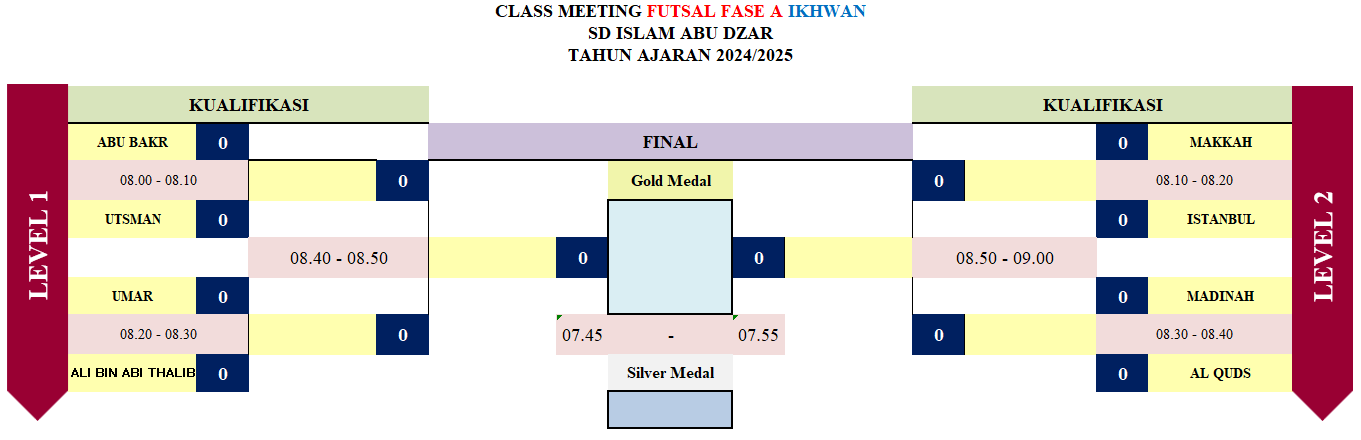 CLASS MEETING FUTSAL FASE A IKHWAN
SD ISLAM ABU DZAR
TAHUN AJARAN 2024/2025
LEVEL 1
KUALIFIKASI
ABU BAKR 0
08.00 - 08.10
0
UTSMAN 0
08.40 - 08.50
UMAR 0
08.20 - 08.30
0
ALI BIN ABI THALIB 0
FINAL
Gold Medal
0 0
07.45 - 07.55
Silver Medal
KUALIFIKASI
0 MAKKAH
0
08.10 - 08.20
0 ISTANBUL
08.50 - 09.00
0 MADINAH
0
08.30 - 08.40
0 AL QUDS
LEVEL 2